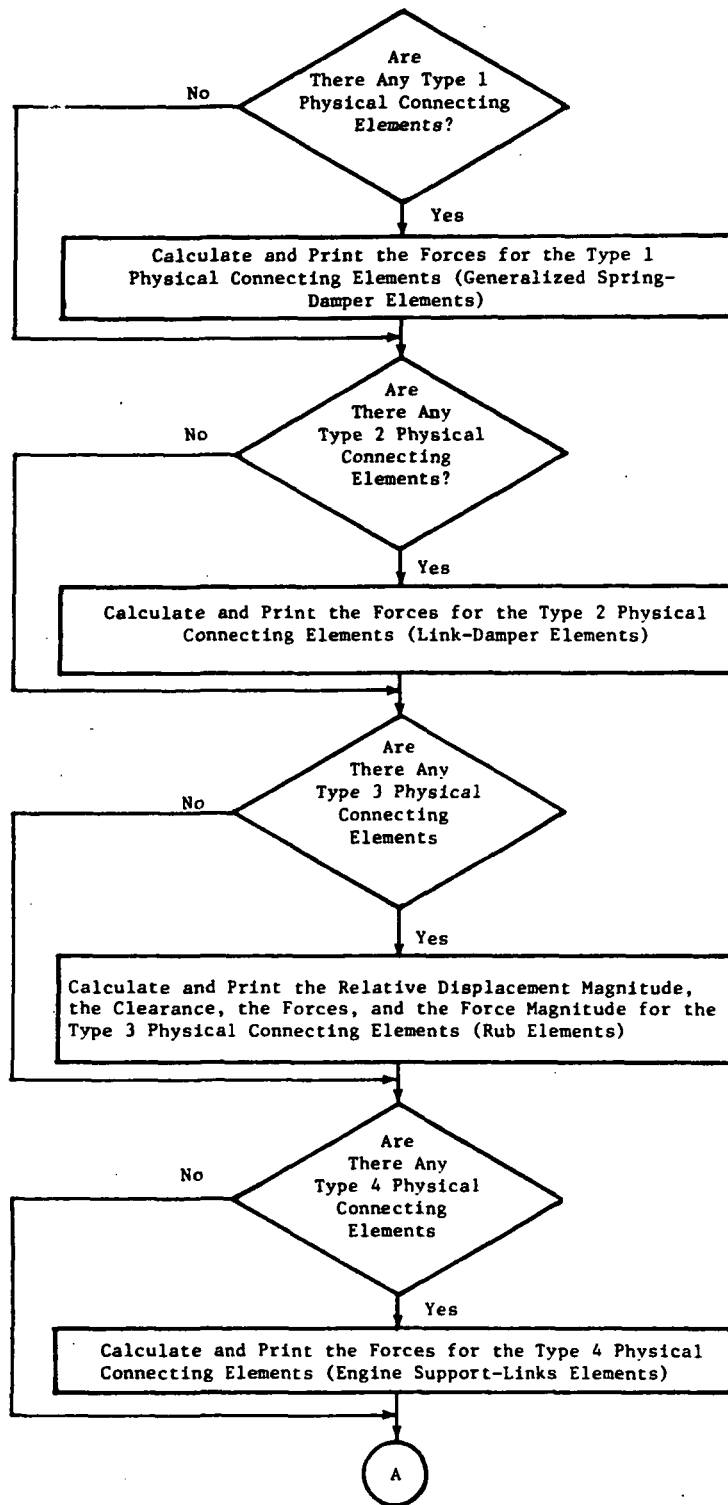 Are
There Any Type 1
Physical Connecting
Elements?
No
Yes
Calculate and Print the Forces for the Type 1
Physical Connecting Elements (Generalized Spring-
Damper Elements)
Are
There Any
Type 2 Physical
Connecting
Elements?
No
Yes
Calculate and Print the Forces for the Type 2 Physical
Connecting Elements (Link-Damper Elements)
Are
There Any
Type 3 Physical
Connecting
Elements
No
Yes
Calculate and Print the Relative Displacement Magnitude,
the Clearance, the Forces, and the Force Magnitude for the
Type 3 Physical Connecting Elements (Rub Elements)
Are
There Any
Type 4 Physical
Connecting
Elements
No
Yes
Calculate and Print the Forces for the Type 4 Physical
Connecting Elements (Engine Support-Links Elements)
A